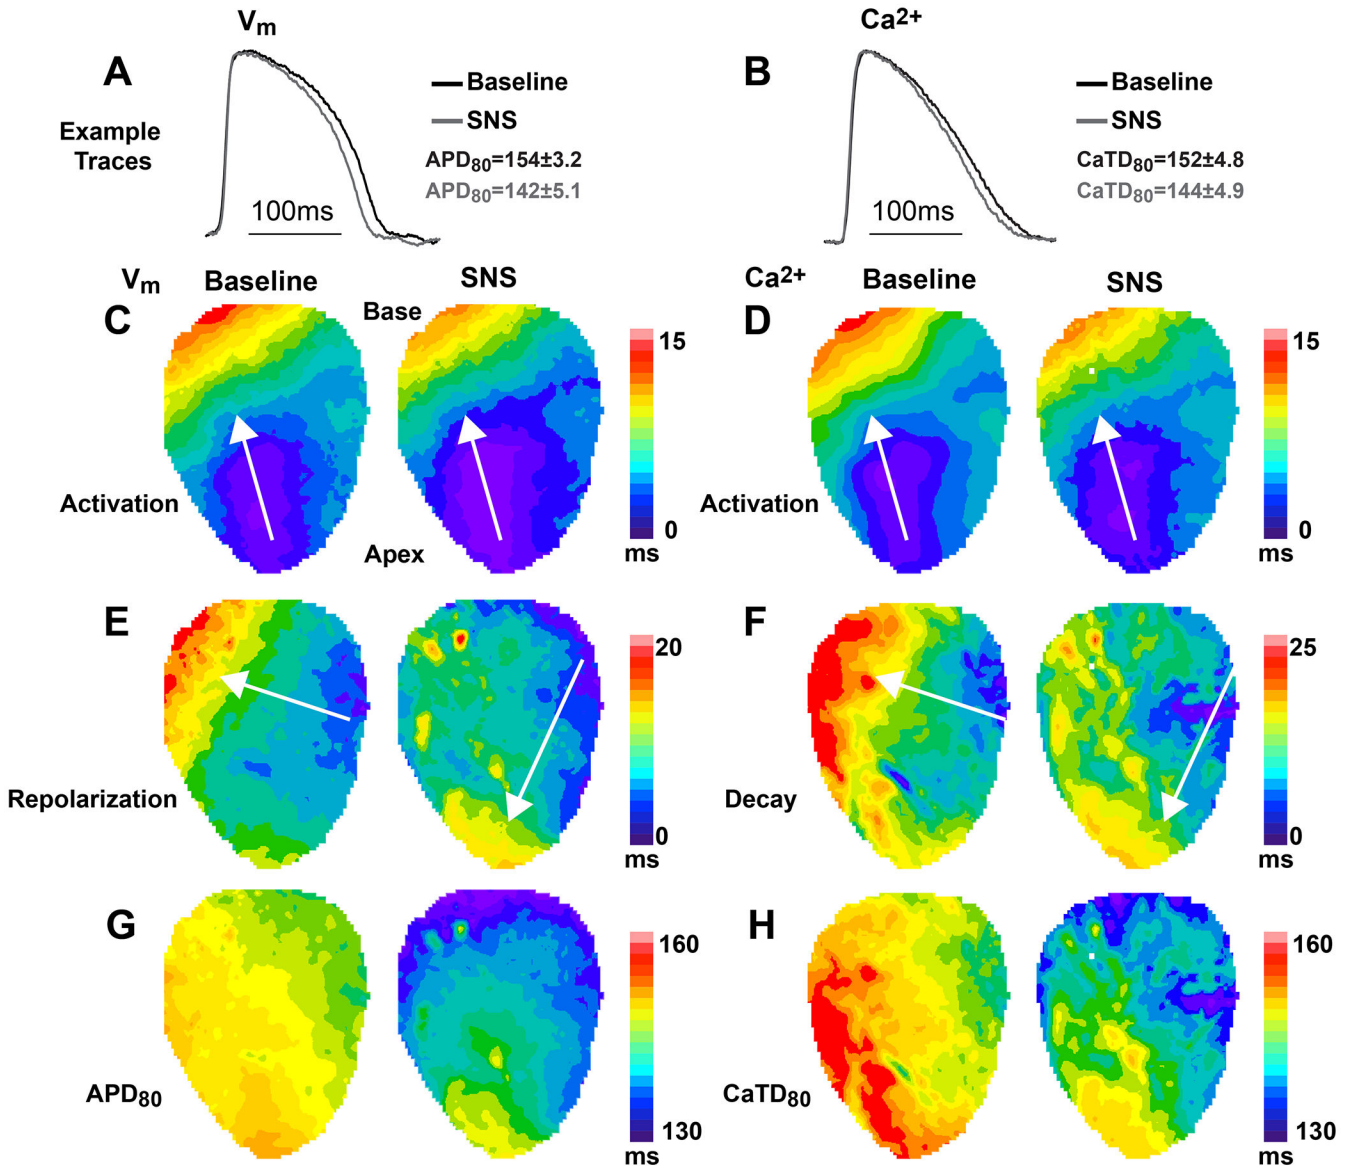 Vm
Ca2+
A
Example
Traces
Baseline
SNS
APD80=154±3.2
APD80=142±5.1
100ms
B
Baseline
SNS
CaTD80=152±4.8
CaTD80=144±4.9
100ms
Vm
Baseline
SNS
Ca2+
Baseline
SNS
C
Base
15
Activation
Apex
0
ms
D
15
Activation
0
ms
E
20
Repolarization
0
ms
F
25
Decay
0
ms
G
160
APD80
130
ms
H
160
CaTD80
130
ms